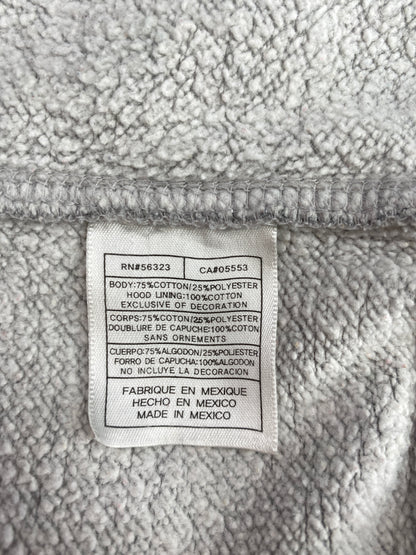 RN#56323 CA#05553
BODY:75%COTTON/25%POLYESTER
HOOD LINING:100%COTTON
EXCLUSIVE OF DECORATION
CORPS:75%COTON/25%POLYESTER
DOUBLURE DE CAPUCHE:100%COTON
SANS ORNEMENTS
CUERPO:75%ALGODON/25%POLIESTER
FORRO DE CAPUCHA:100%ALGODON
NO INCLUYE LA DECORACION
FABRIQUE EN MEXIQUE
HECHO EN MEXICO
MADE IN MEXICO